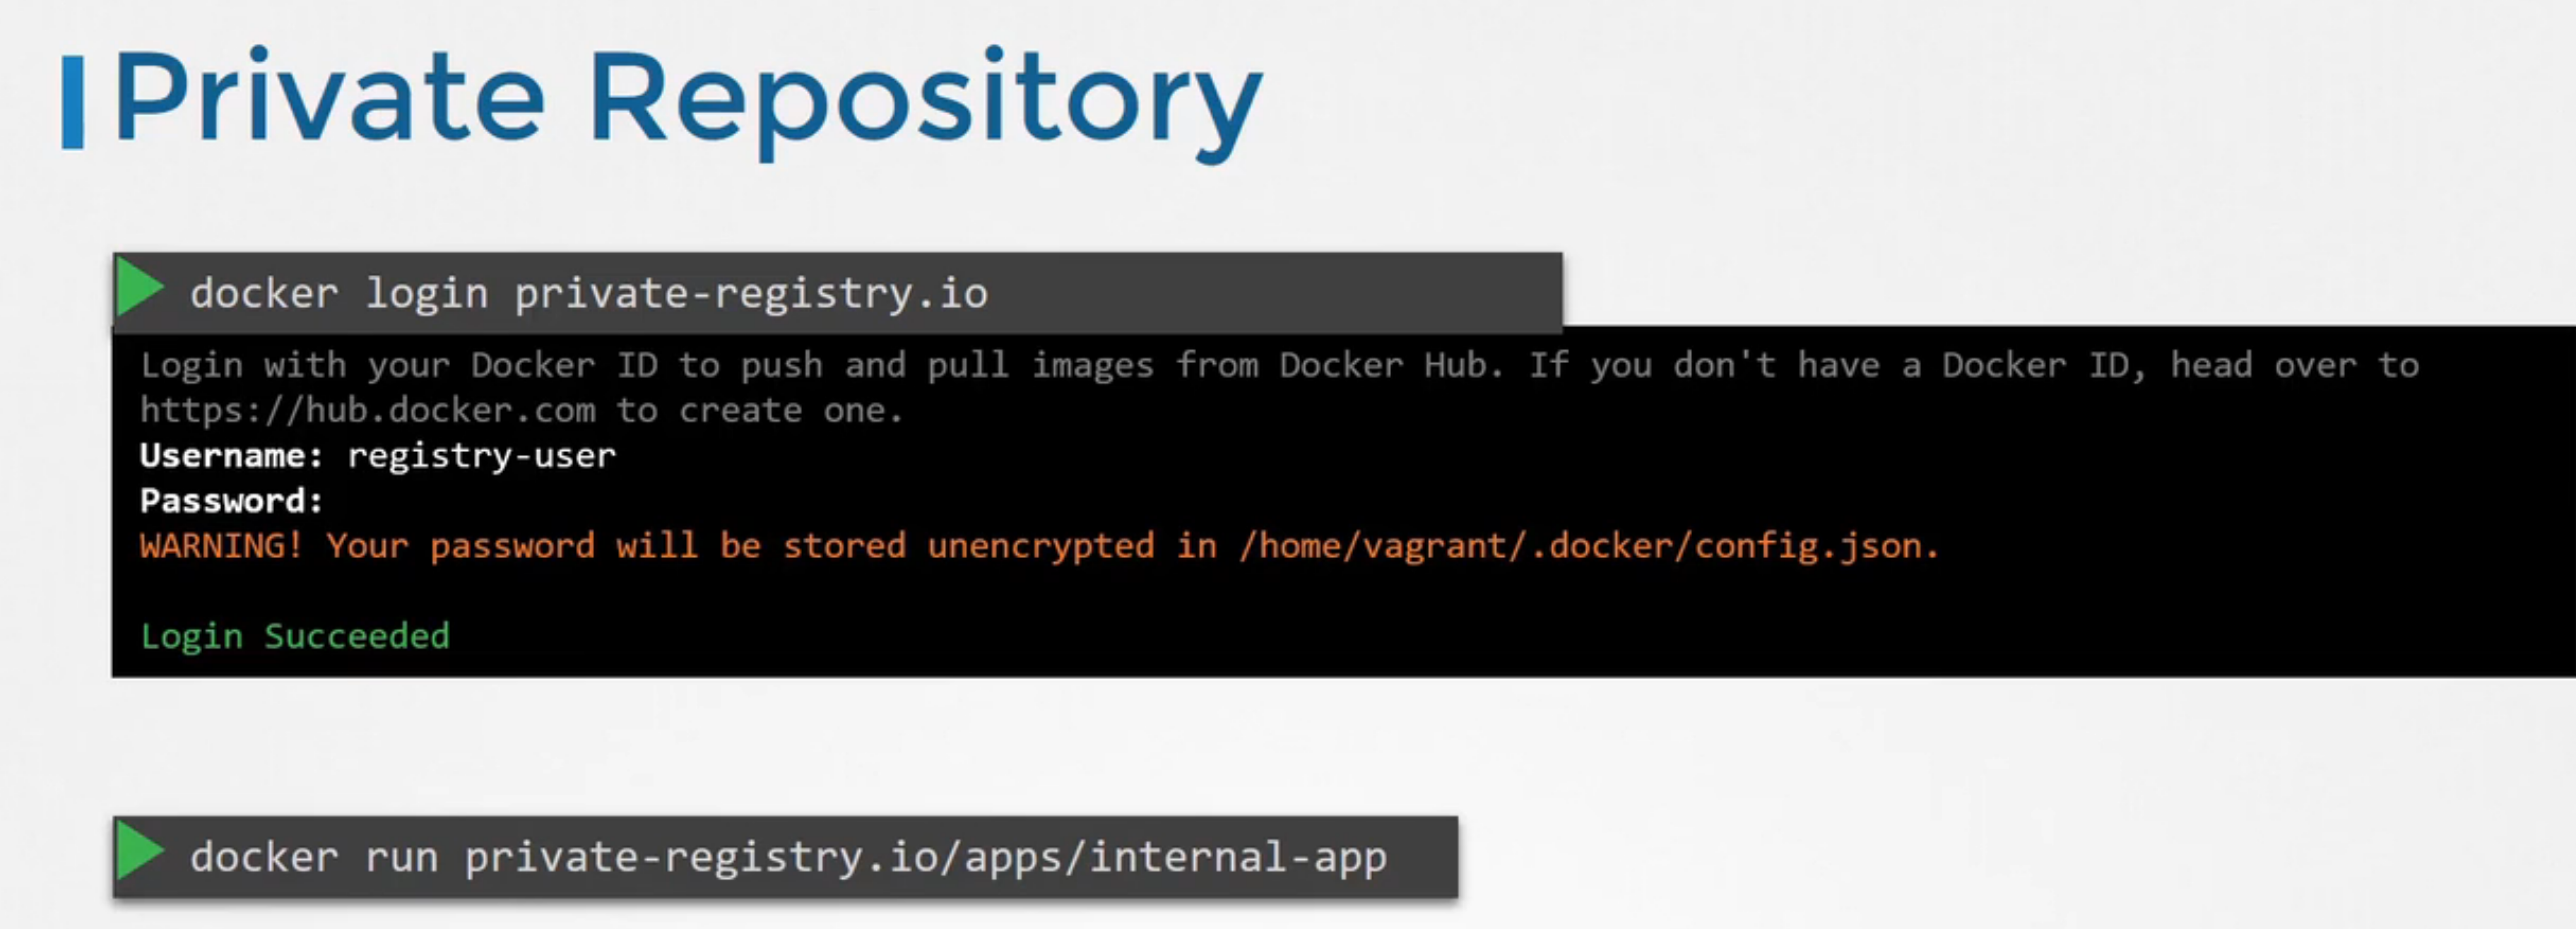 Private Repository
docker login private-registry.io
Login with your Docker ID to push and pull images from Docker Hub. If you don't have a Docker ID, head over to
https://hub.docker.com to create one.
Username: registry-user
Password:
WARNING! Your password will be stored unencrypted in /home/vagrant/.docker/config.json.
Login Succeeded
docker run private-registry.io/apps/internal-app